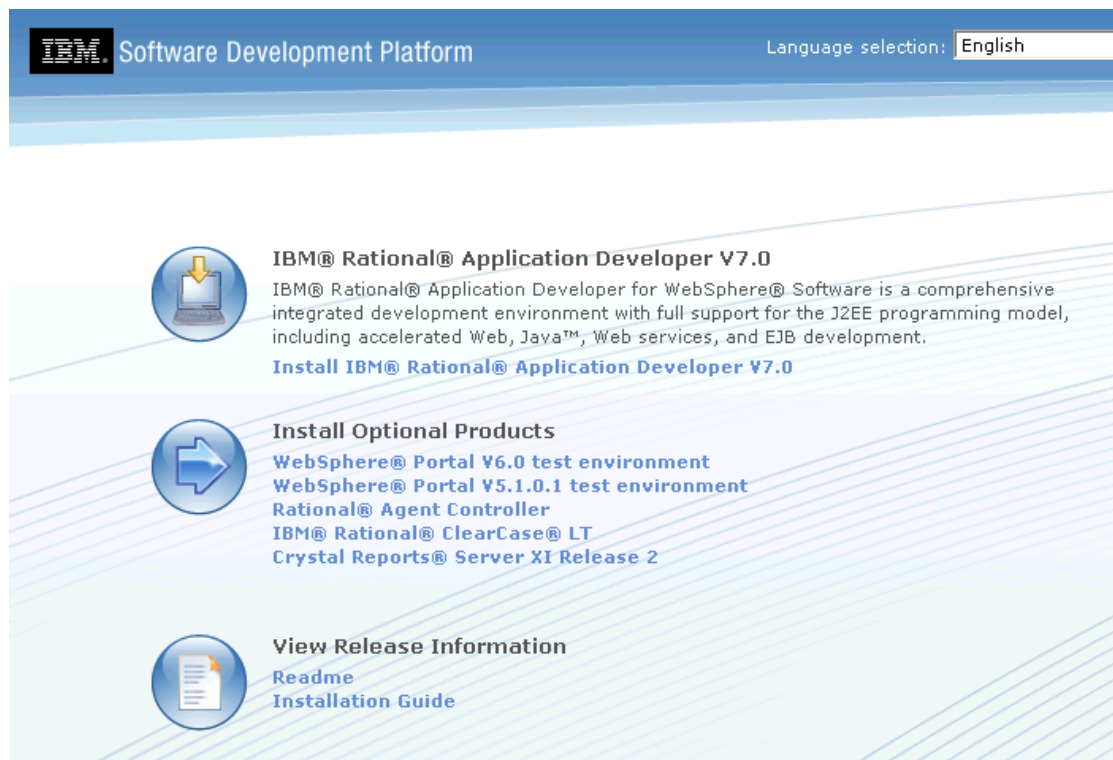 IBM. Software Development Platform
Language selection: English
IBM® Rational® Application Developer V7.0
IBM® Rational® Application Developer for WebSphere® Software is a comprehensive
integrated development environment with full support for the J2EE programming model,
including accelerated Web, Java™, Web services, and EJB development.
Install IBM® Rational® Application Developer V7.0
Install Optional Products
WebSphere® Portal V6.0 test environment
WebSphere® Portal V5.1.0.1 test environment
Rational® Agent Controller
IBM® Rational® ClearCase® LT
Crystal Reports® Server XI Release 2
View Release Information
Readme
Installation Guide